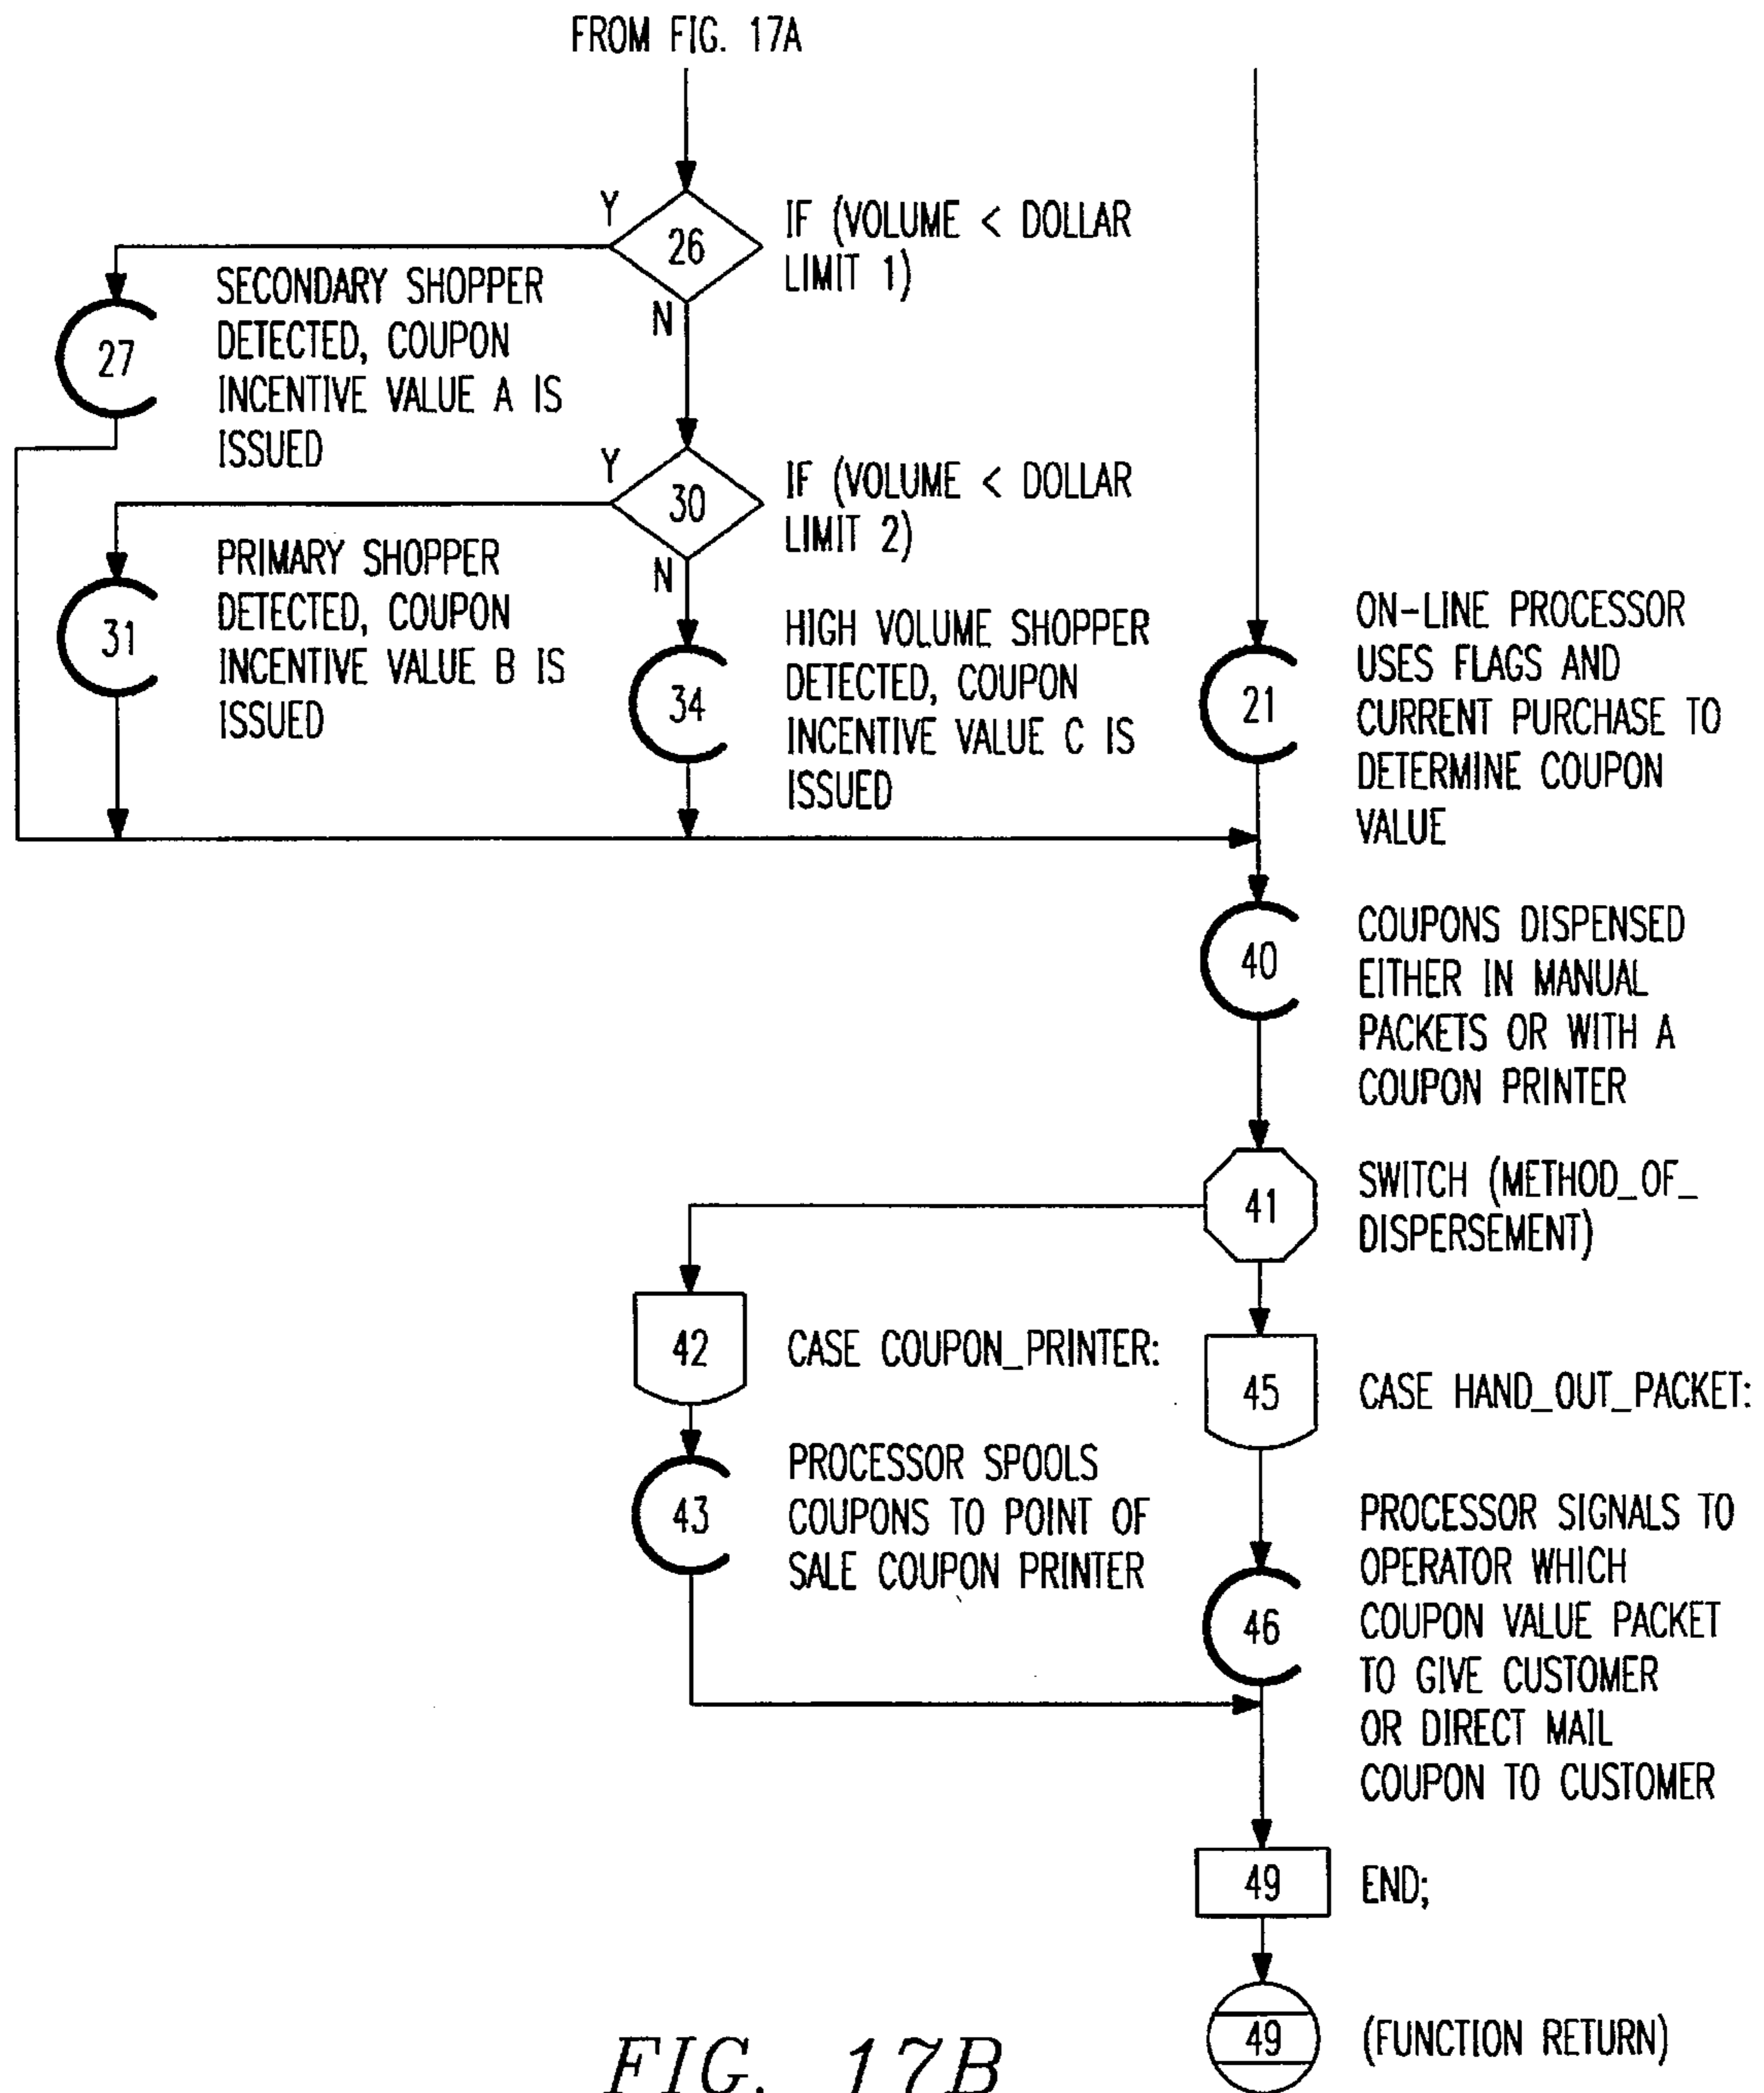 FROM FIG. 17A
Y
26
IF (VOLUME < DOLLAR
LIMIT 1)
N
27
SECONDARY SHOPPER
DETECTED, COUPON
INCENTIVE VALUE A IS
ISSUED
Y
30
IF (VOLUME < DOLLAR
LIMIT 2)
N
31
PRIMARY SHOPPER
DETECTED, COUPON
INCENTIVE VALUE B IS
ISSUED
34
HIGH VOLUME SHOPPER
DETECTED, COUPON
INCENTIVE VALUE C IS
ISSUED
21
ON-LINE PROCESSOR
USES FLAGS AND
CURRENT PURCHASE TO
DETERMINE COUPON
VALUE
40
COUPONS DISPENSED
EITHER IN MANUAL
PACKETS OR WITH A
COUPON PRINTER
41
SWITCH (METHOD_OF_
DISPERSEMENT)
42
CASE COUPON_PRINTER:
45
CASE HAND_OUT_PACKET:
43
PROCESSOR SPOOLS
COUPONS TO POINT OF
SALE COUPON PRINTER
46
PROCESSOR SIGNALS TO
OPERATOR WHICH
COUPON VALUE PACKET
TO GIVE CUSTOMER
OR DIRECT MAIL
COUPON TO CUSTOMER
49
END;
49
(FUNCTION RETURN)
FIG. 17B